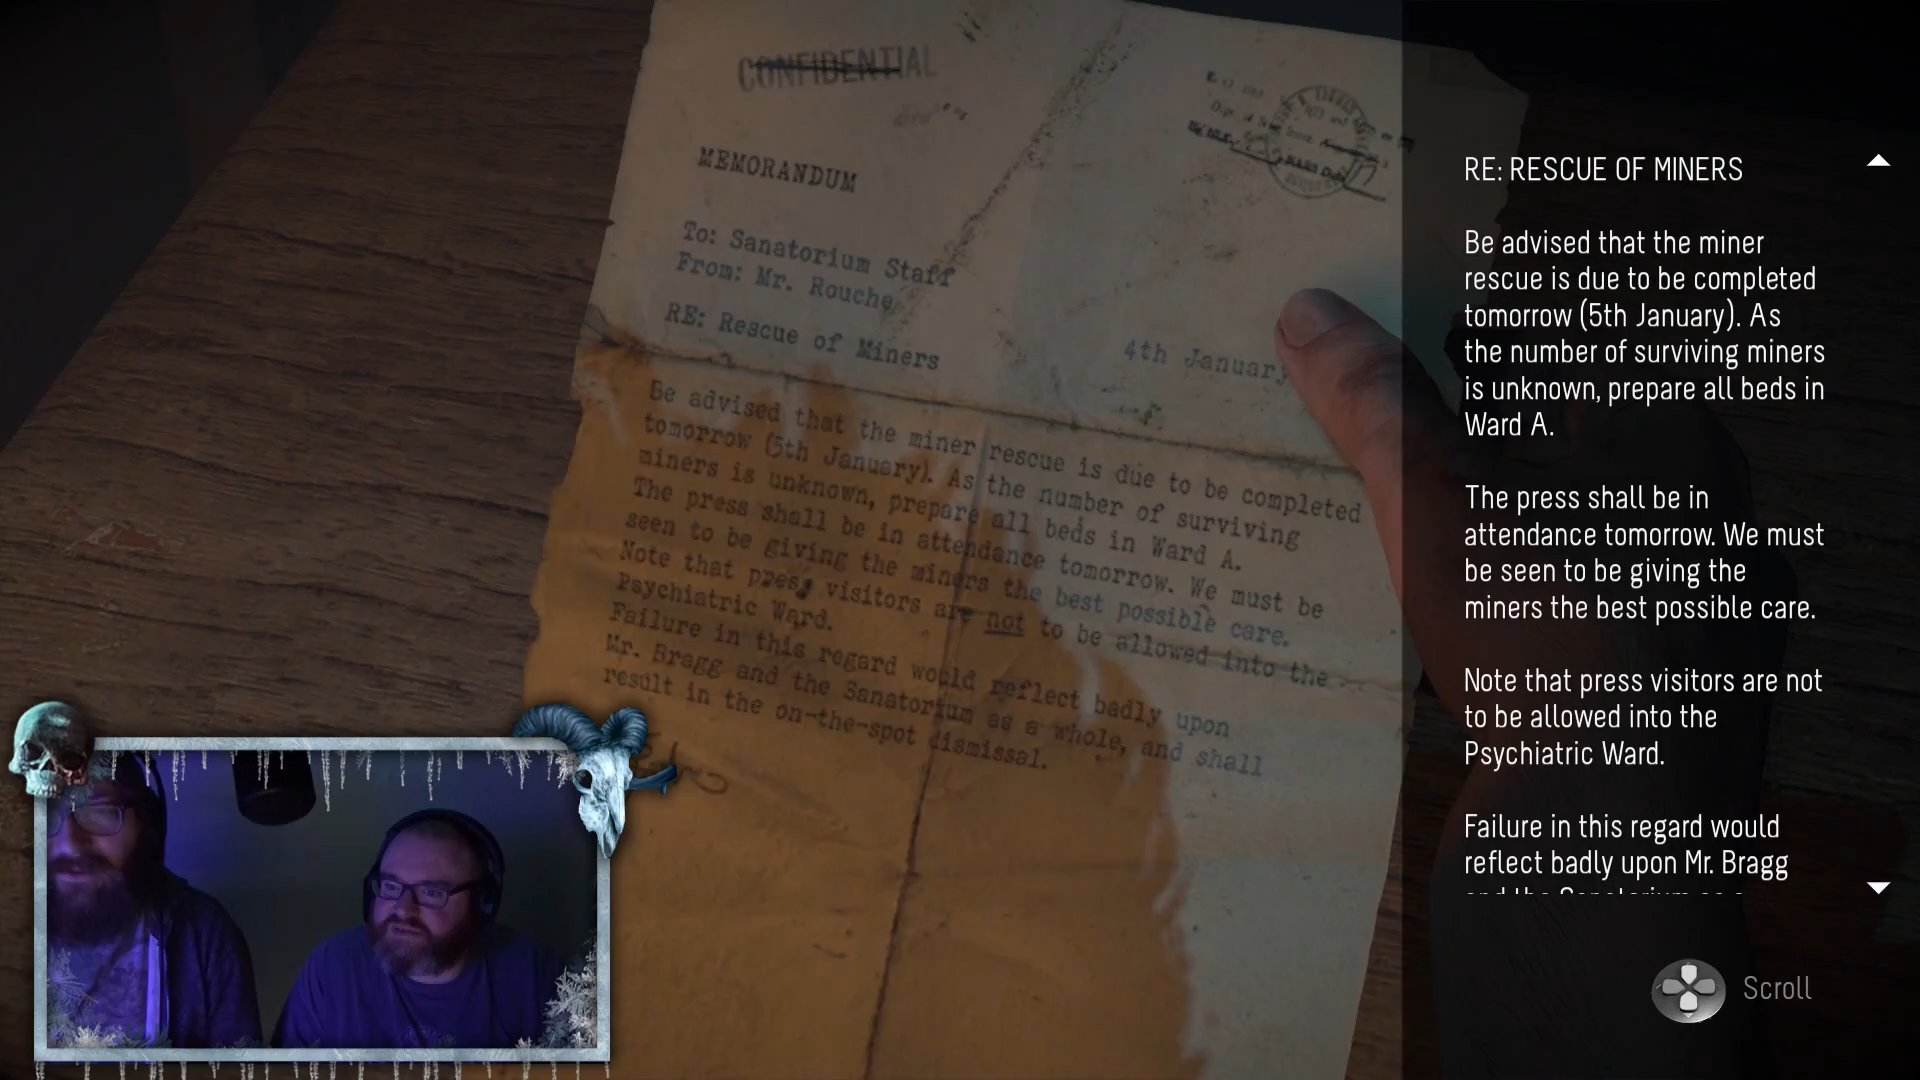 CONFIDENTIAL
MEMORANDUM
To: Sanatorium Staff
From: Mr. Rouche
RE: Rescue of Miners
4th January
Be advised that the miner rescue is due to be completed
tomorrow (5th January). As the number of surviving
miners is unknown, prepare all beds in Ward A.
The press shall be in attendance tomorrow. We must be
seen to be giving the miners the best possible care.
Note that press visitors are not to be allowed into the
Psychiatric Ward.
Failure in this regard would reflect badly upon
Mr. Bragg and the Sanatorium as a whole, and shall
result in the on-the-spot dismissal.
RE: RESCUE OF MINERS
Be advised that the miner
rescue is due to be completed
tomorrow (5th January). As
the number of surviving miners
is unknown, prepare all beds in
Ward A.
The press shall be in
attendance tomorrow. We must
be seen to be giving the
miners the best possible care.
Note that press visitors are not
to be allowed into the
Psychiatric Ward.
Failure in this regard would
reflect badly upon Mr. Bragg
and the Sanatorium as a
Scroll